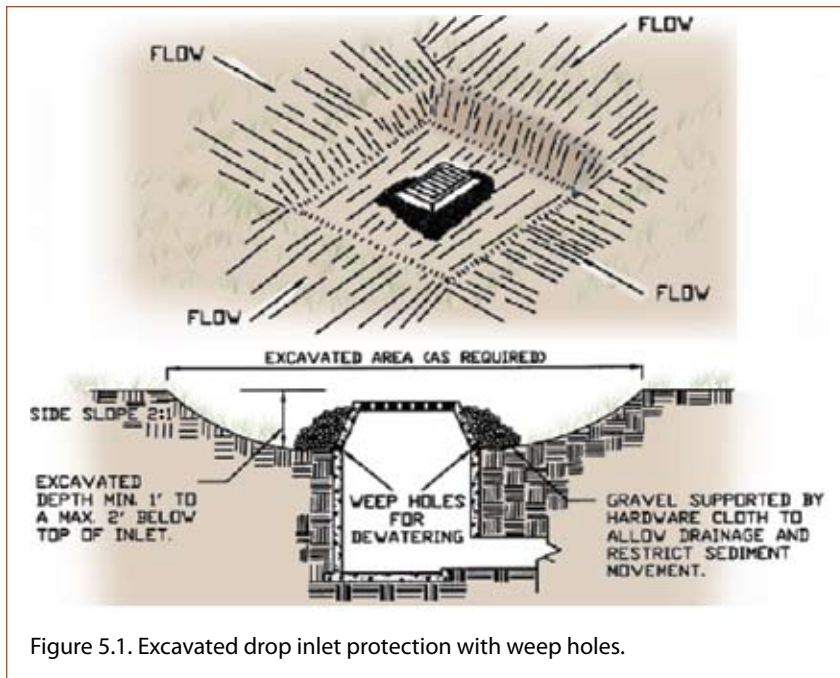 FLOW
FLOW
FLOW
FLOW
EXCAVATED AREA (AS REQUIRED)
SIDE SLOPE 2:1
EXCAVATED
DEPTH MIN. 1' TO
A MAX. 2' BELOW
TOP OF INLET.
WEEP HOLES
FOR
DEWATERING
GRAVEL SUPPORTED BY
HARDWARE CLOTH TO
ALLOW DRAINAGE AND
RESTRICT SEDIMENT
MOVEMENT.
Figure 5.1. Excavated drop inlet protection with weep holes.